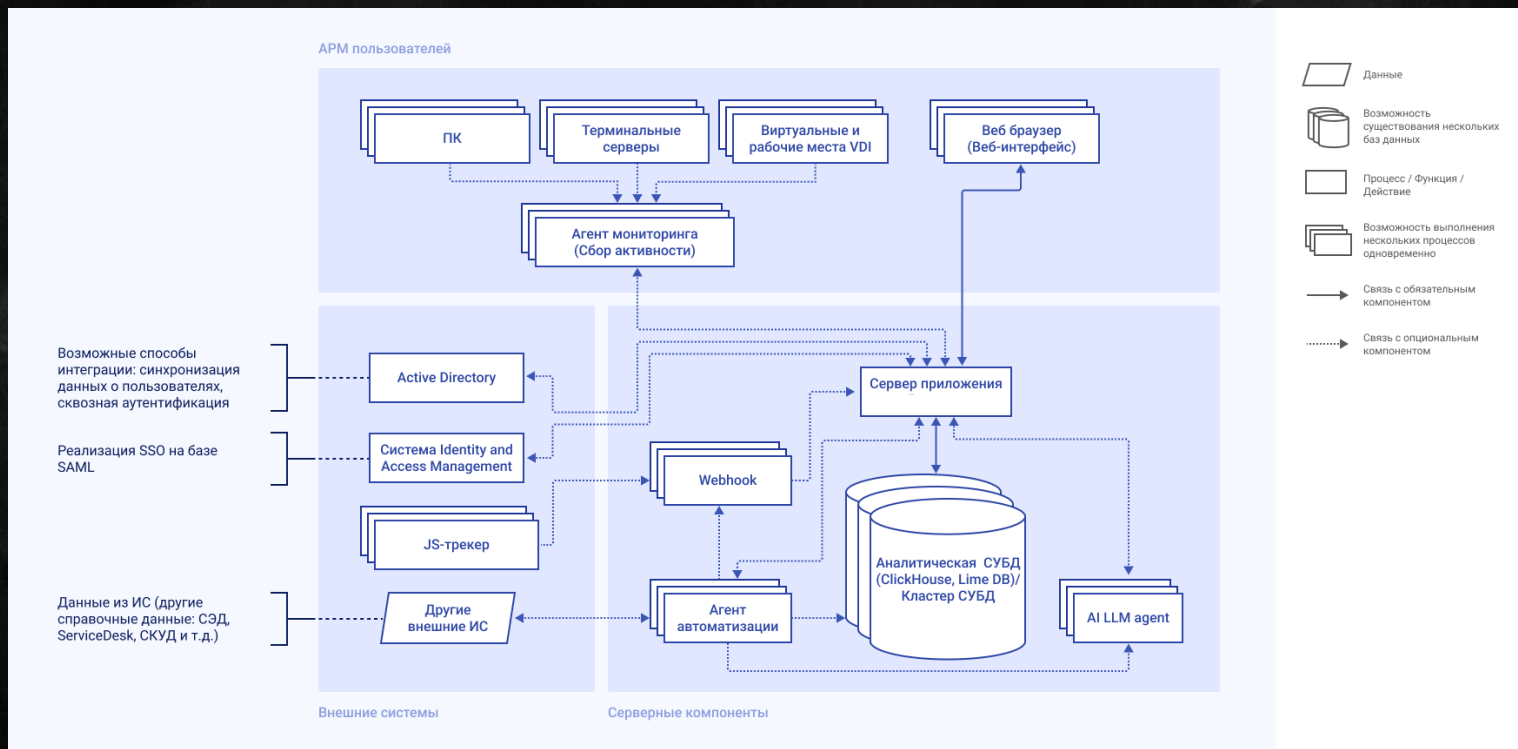 АРМ пользователей
ПК
Терминальные
серверы
Виртуальные и
рабочие места VDI
Веб браузер
(Веб-интерфейс)
Агент мониторинга
(Сбор активности)
Возможные способы
интеграции: синхронизация
данных о пользователях,
сквозная аутентификация
Active Directory
Сервер приложения
Реализация SSO на базе
SAML
Система Identity and
Access Management
Webhook
JS-трекер
Аналитическая СУБД
(ClickHouse, Lime DB)/
Кластер СУБД
Данные из ИС (другие
справочные данные: СЭД,
ServiceDesk, СКУД и т.д.)
Другие
внешние ИС
Агент
автоматизации
AI LLM agent
Внешние системы
Серверные компоненты
Данные
Возможность
существования нескольких
баз данных
Процесс / Функция /
Действие
Возможность выполнения
нескольких процессов
одновременно
Связь с обязательным
компонентом
Связь с опциональным
компонентом